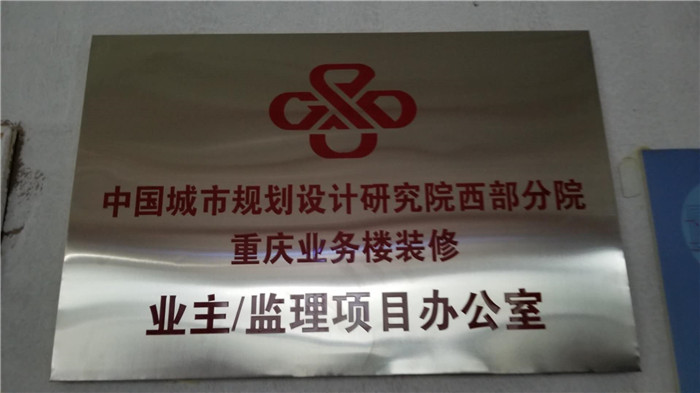 中国城市规划设计研究院西部分院
重庆业务楼装修
业主/监理项目办公室